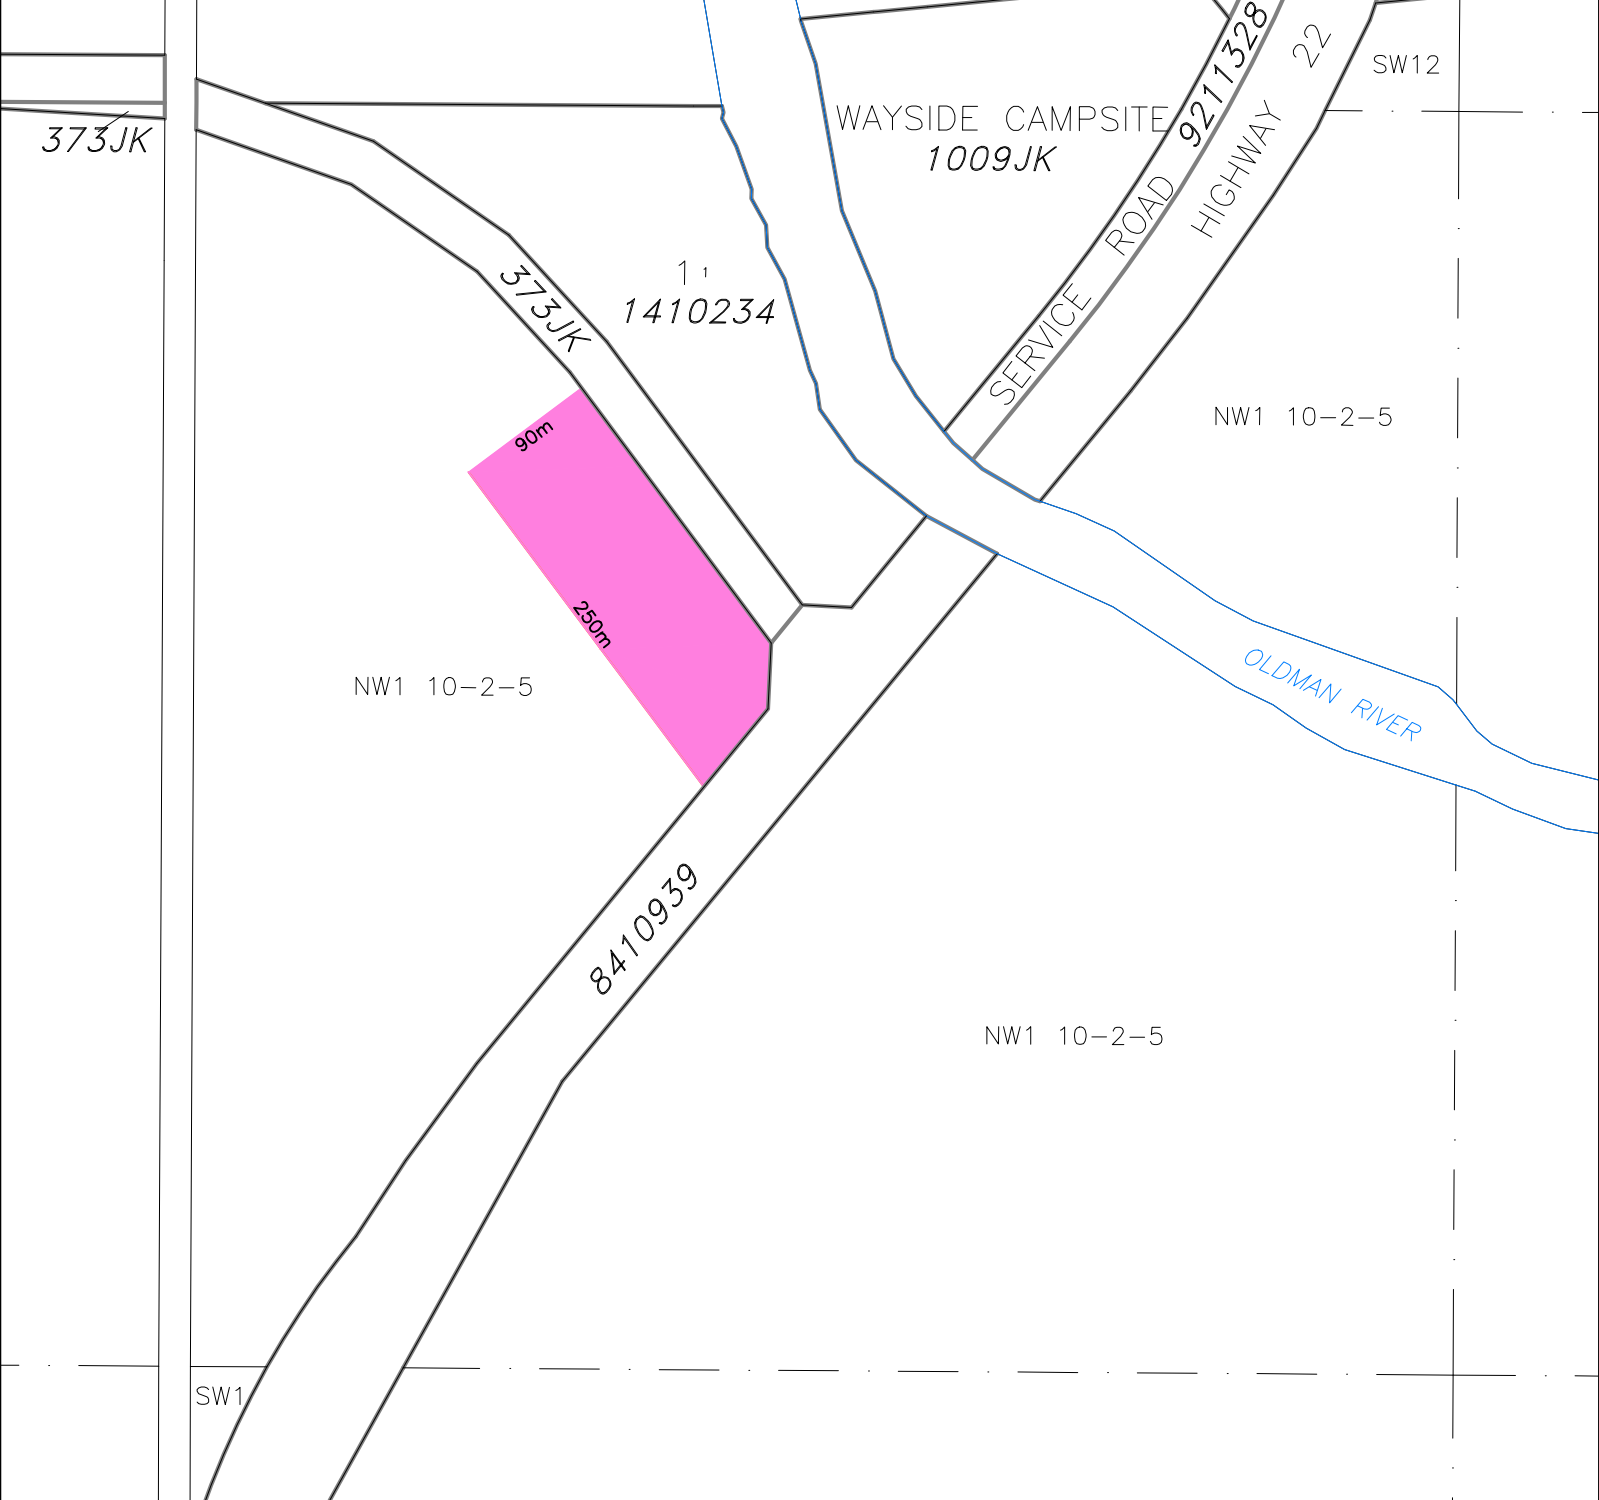 22
SW12
9211328
WAYSIDE CAMPSITE
1009JK
373JK
HIGHWAY
SERVICE ROAD
1 1
1410234
373JK
NW1 10-2-5
90m
250m
NW1 10-2-5
OLDMAN RIVER
8410939
NW1 10-2-5
SW1